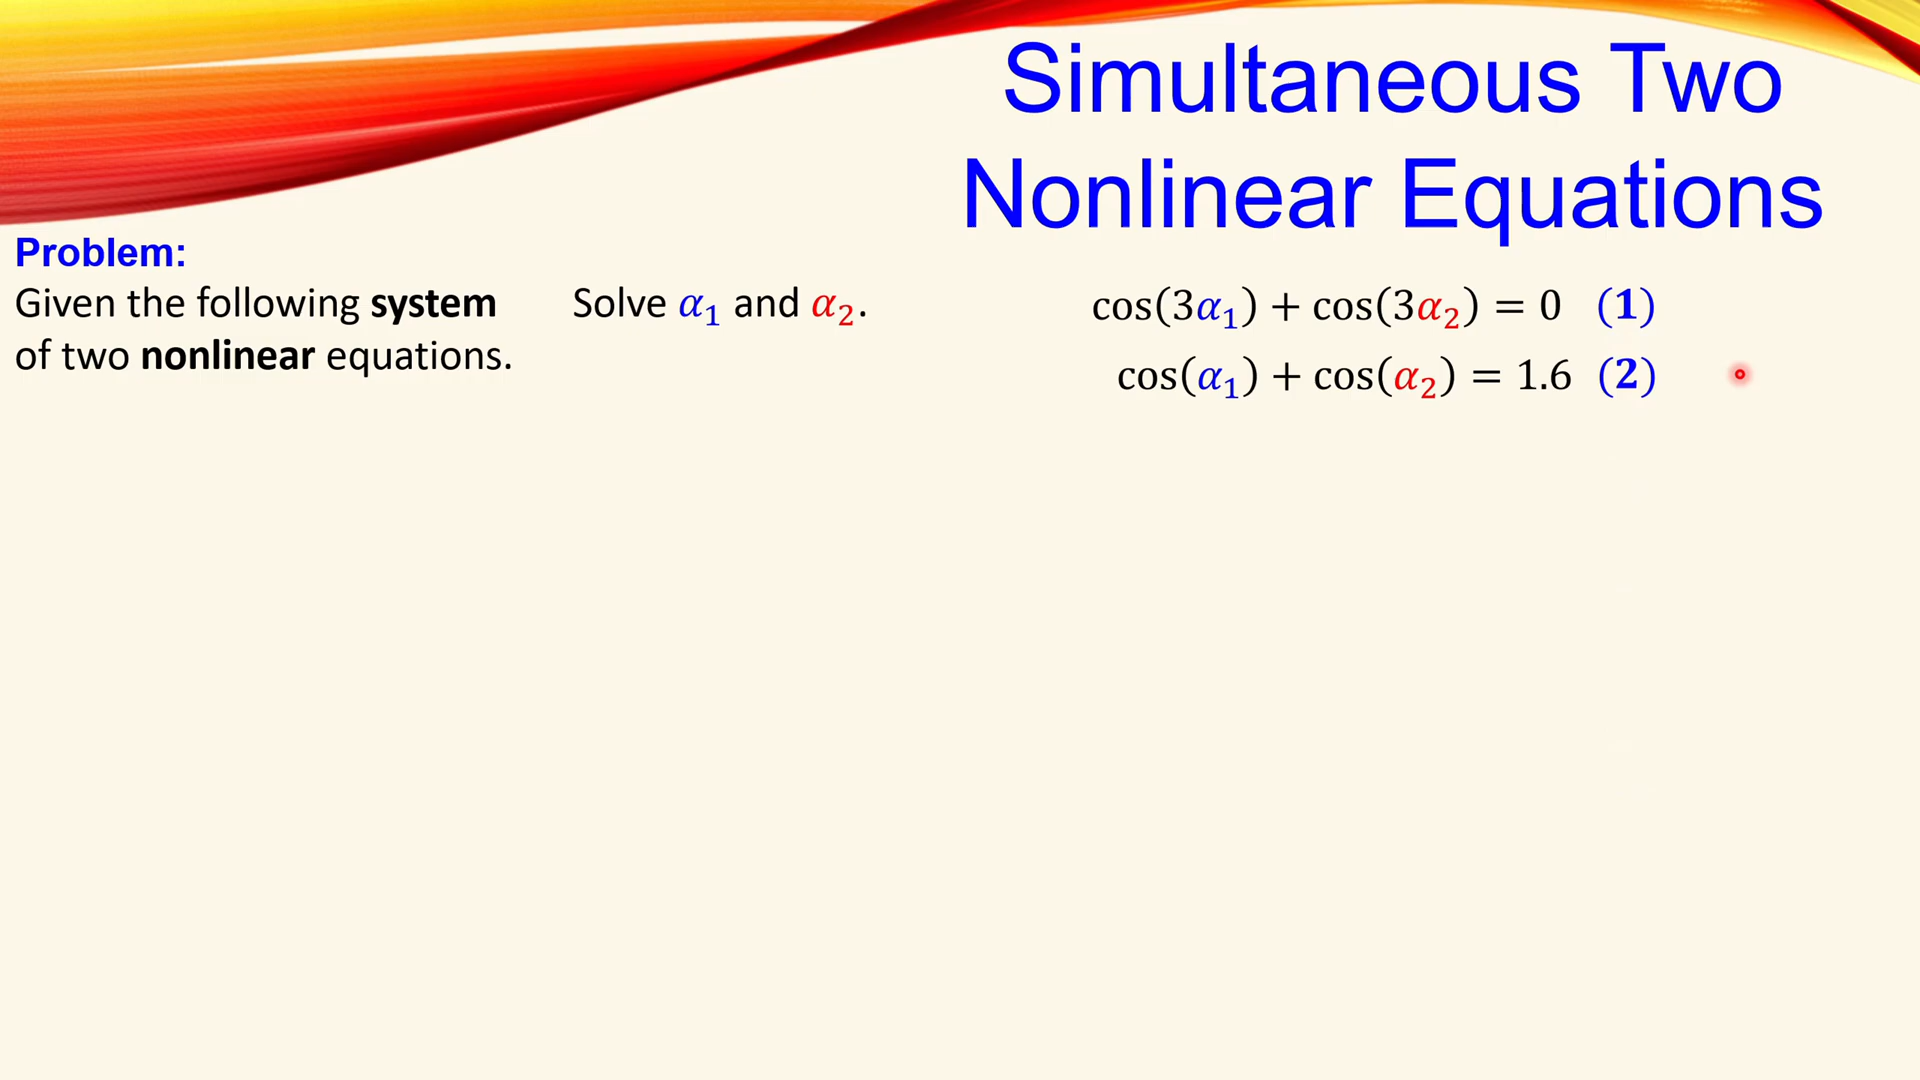 Simultaneous Two
Nonlinear Equations
Problem:
Given the following system
of two nonlinear equations.
Solve α₁ and α₂.
cos(3α₁) + cos(3α₂) = 0 (1)
cos(α₁) + cos(α₂) = 1.6 (2)